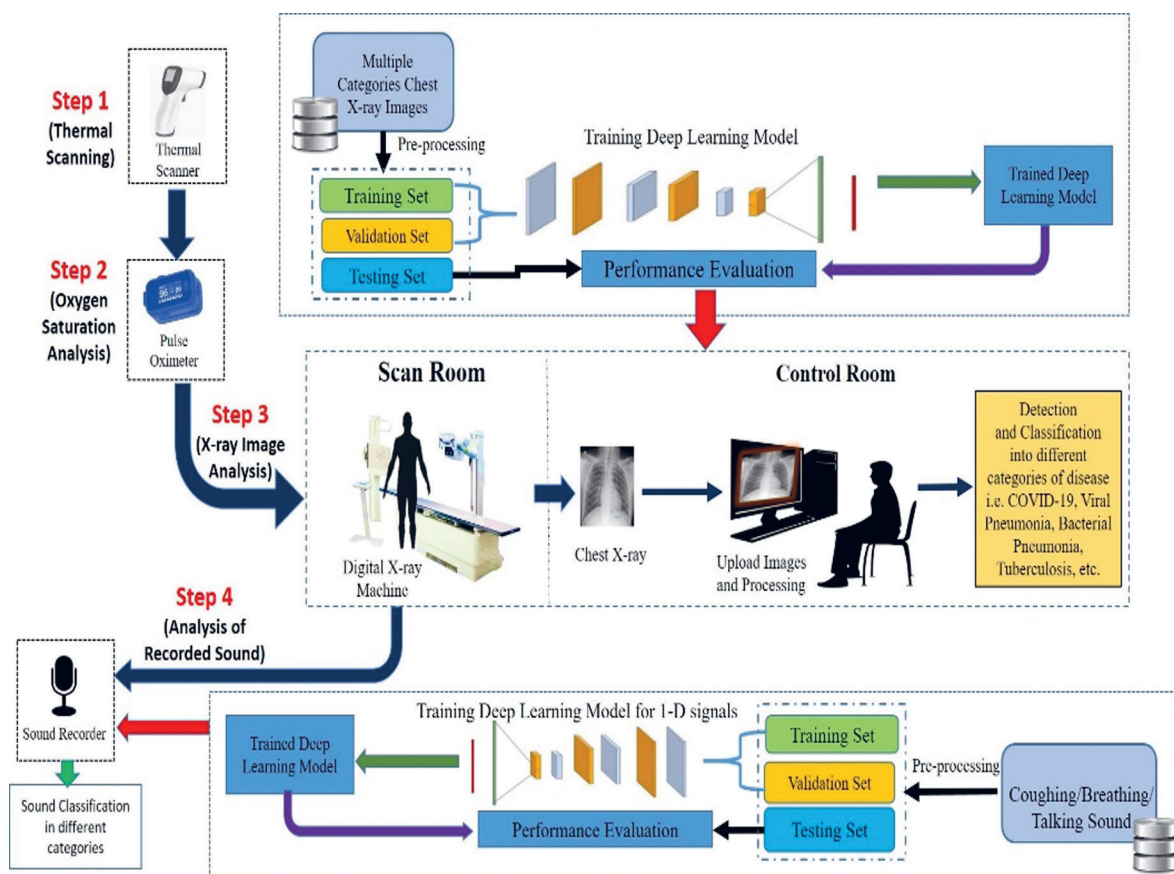 Step 1
(Thermal
Scanning)
Thermal
Scanner
Multiple
Categories Chest
X-ray Images
Pre-processing
Training Set
Validation Set
Testing Set
Training Deep Learning Model
Trained Deep
Learning Model
Performance Evaluation
Step 2
(Oxygen
Saturation
Analysis)
Pulse
Oximeter
Step 3
(X-ray Image
Analysis)
Scan Room
Digital X-ray
Machine
Control Room
Chest X-ray
Upload Images
and Processing
Detection
and Classification
into different
categories of disease
i.e. COVID-19, Viral
Pneumonia, Bacterial
Pneumonia,
Tuberculosis, etc.
Step 4
(Analysis of
Recorded Sound)
Sound Recorder
Sound Classification
in different
categories
Training Deep Learning Model for 1-D signals
Trained Deep
Learning Model
Performance Evaluation
Training Set
Validation Set
Testing Set
Pre-processing
Coughing/Breathing/
Talking Sound